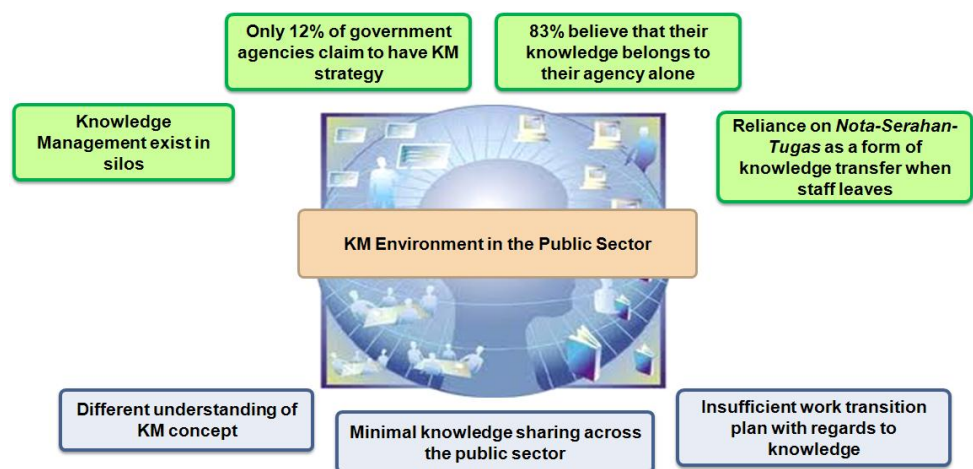 Only 12% of government
agencies claim to have KM
strategy
83% believe that their
knowledge belongs to
their agency alone
Knowledge
Management exist in
silos
Reliance on Nota-Serahan-
Tugas as a form of
knowledge transfer when
staff leaves
KM Environment in the Public Sector
Different understanding of
KM concept
Minimal knowledge sharing across
the public sector
Insufficient work transition
plan with regards to
knowledge